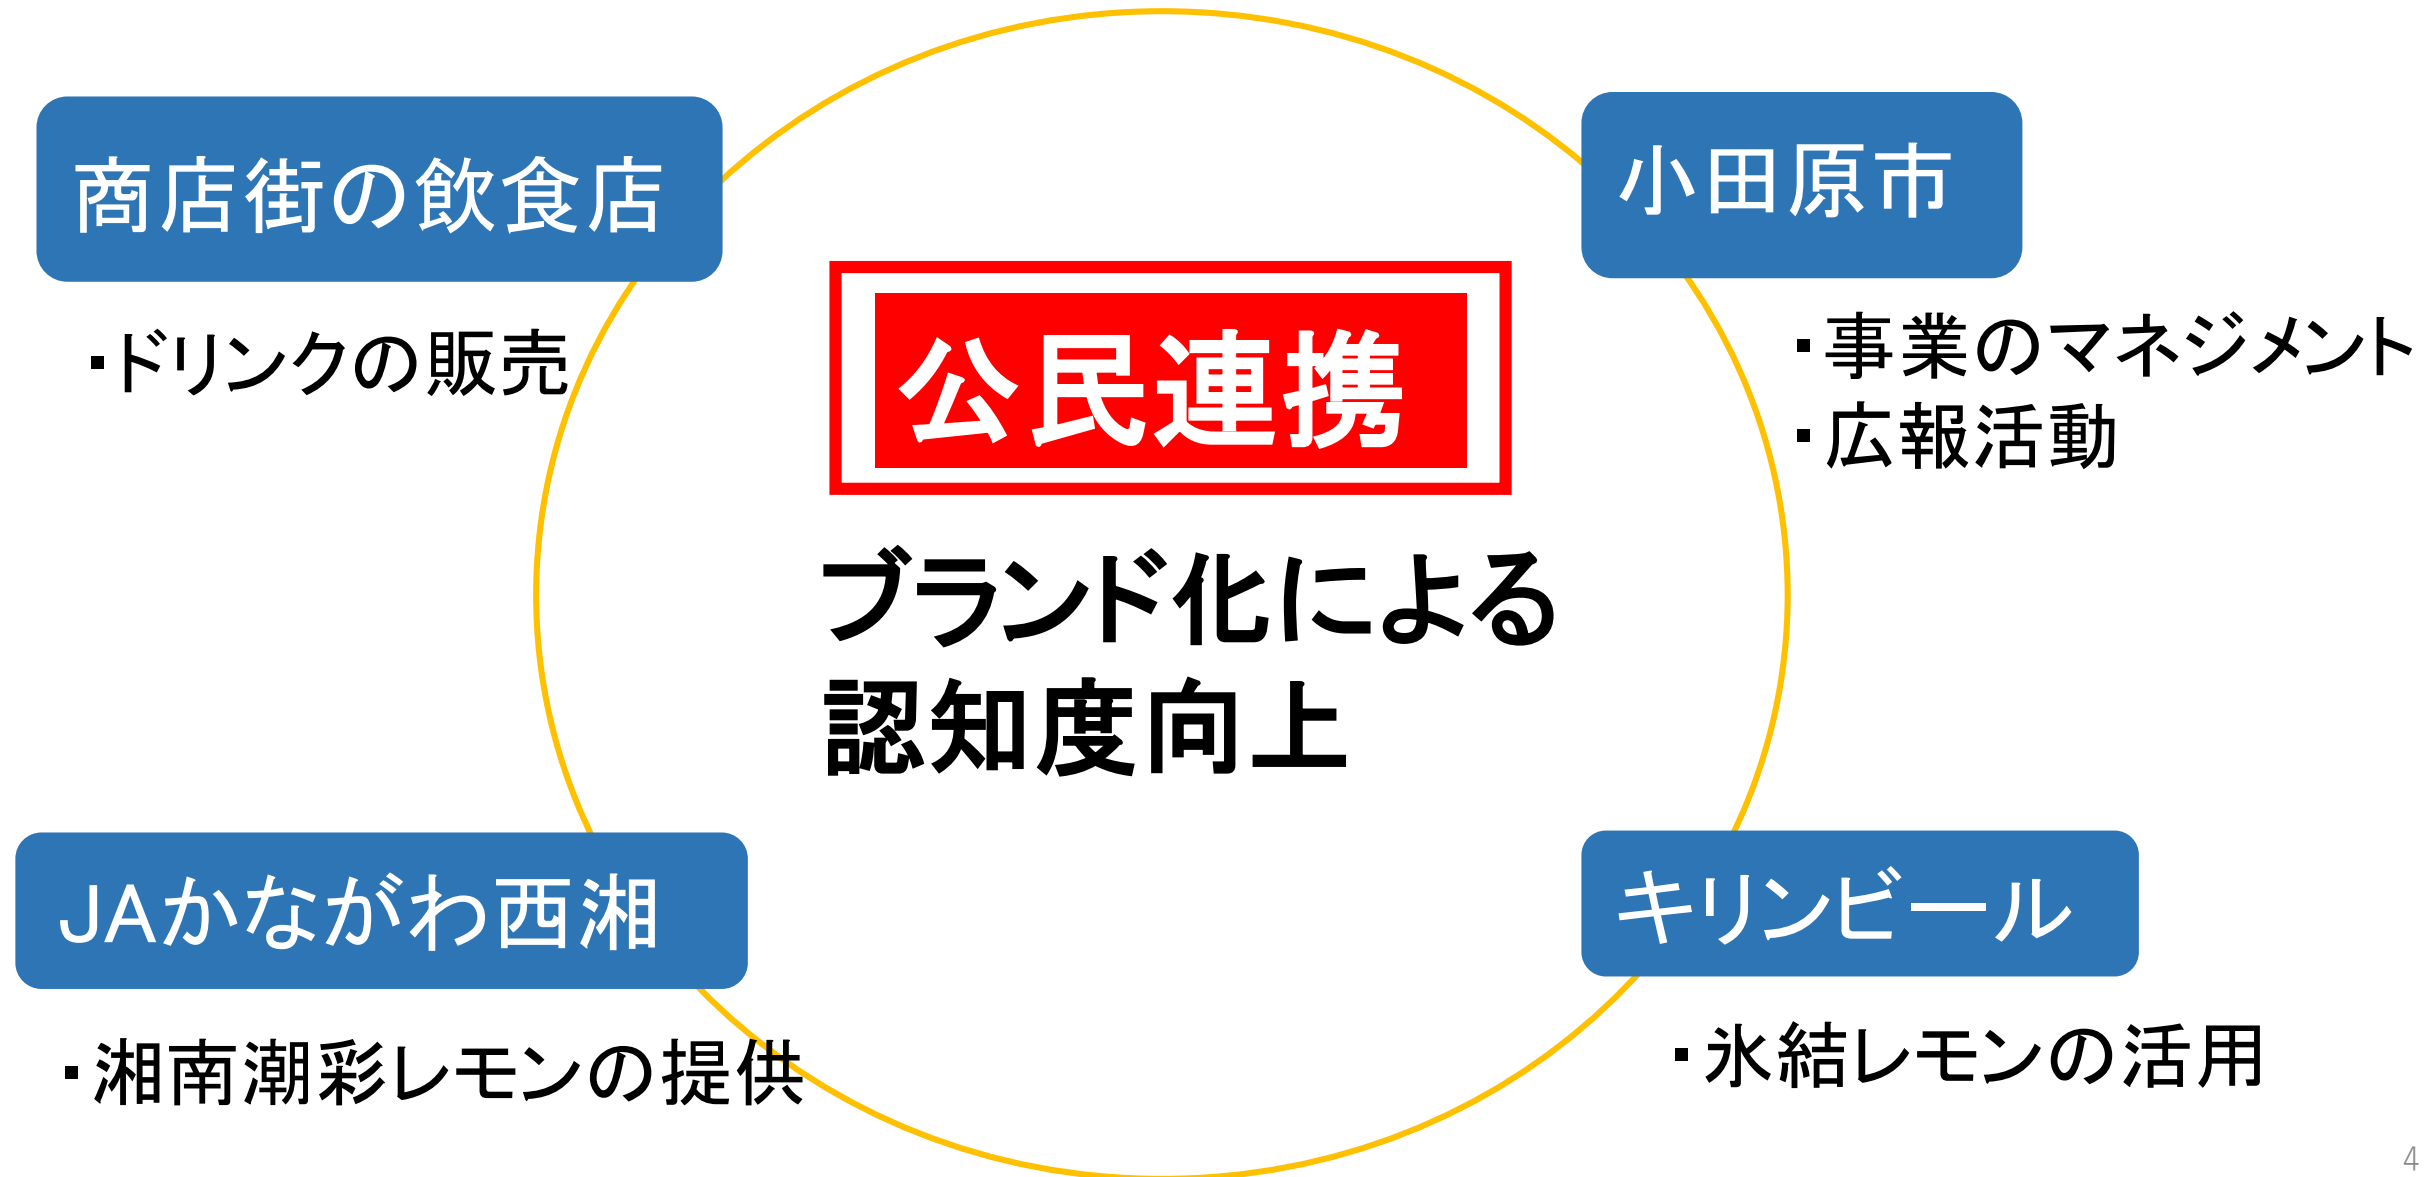 商店街の飲食店
・ドリンクの販売
小田原市
・事業のマネジメント
・広報活動
公民連携
ブランド化による
認知度向上
JAかながわ西湘
・湘南潮彩レモンの提供
キリンビール
・氷結レモンの活用
4